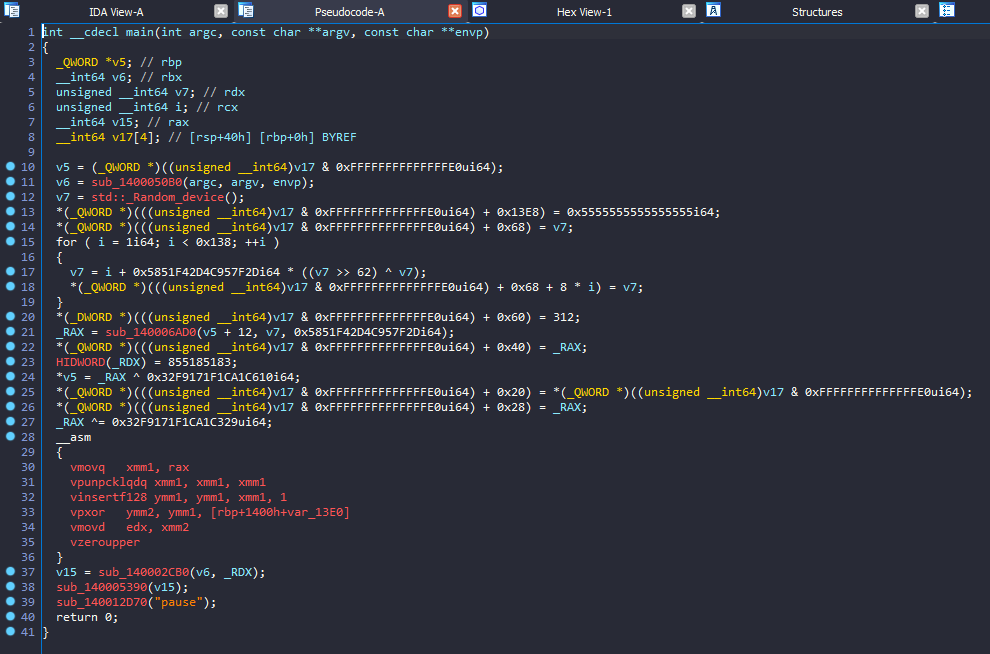 IDA View-A Pseudocode-A Hex View-1 Structures
1 int __cdecl main(int argc, const char **argv, const char **envp)
2 {
3 _QWORD *v5; // rbp
4 __int64 v6; // rbx
5 unsigned __int64 v7; // rdx
6 unsigned __int64 i; // rcx
7 __int64 v15; // rax
8 __int64 v17[4]; // [rsp+40h] [rbp+0h] BYREF
9
10 v5 = (_QWORD *)((unsigned __int64)v17 & 0xFFFFFFFFFFFFFFE0ui64);
11 v6 = sub_1400050B0(argc, argv, envp);
12 v7 = std::_Random_device();
13 *(_QWORD *)(((unsigned __int64)v17 & 0xFFFFFFFFFFFFFFE0ui64) + 0x13E8) = 0x5555555555555555i64;
14 *(_QWORD *)(((unsigned __int64)v17 & 0xFFFFFFFFFFFFFFE0ui64) + 0x68) = v7;
15 for ( i = 1i64; i < 0x138; ++i )
16 {
17 v7 = i + 0x5851F42D4C957F2Di64 * ((v7 >> 62) ^ v7);
18 *(_QWORD *)(((unsigned __int64)v17 & 0xFFFFFFFFFFFFFFE0ui64) + 0x68 + 8 * i) = v7;
19 }
20 *(_DWORD *)(((unsigned __int64)v17 & 0xFFFFFFFFFFFFFFE0ui64) + 0x60) = 312;
21 _RAX = sub_140006AD0(v5 + 12, v7, 0x5851F42D4C957F2Di64);
22 *(_QWORD *)(((unsigned __int64)v17 & 0xFFFFFFFFFFFFFFE0ui64) + 0x40) = _RAX;
23 HIDWORD(_RDX) = 855185183;
24 *v5 = _RAX ^ 0x32F9171F1CA1C610i64;
25 *(_QWORD *)(((unsigned __int64)v17 & 0xFFFFFFFFFFFFFFE0ui64) + 0x20) = *(_QWORD *)((unsigned __int64)v17 & 0xFFFFFFFFFFFFFFE0ui64);
26 *(_QWORD *)(((unsigned __int64)v17 & 0xFFFFFFFFFFFFFFE0ui64) + 0x28) = _RAX;
27 _RAX ^= 0x32F9171F1CA1C329ui64;
28 __asm
29 {
30 vmovq xmm1, rax
31 vpunpcklqdq xmm1, xmm1, xmm1
32 vinsertf128 ymm1, ymm1, xmm1, 1
33 vpxor ymm2, ymm1, [rbp+1400h+var_13E0]
34 vmovd edx, xmm2
35 vzeroupper
36 }
37 v15 = sub_140002CB0(v6, _RDX);
38 sub_140005390(v15);
39 sub_140012D70("pause");
40 return 0;
41 }